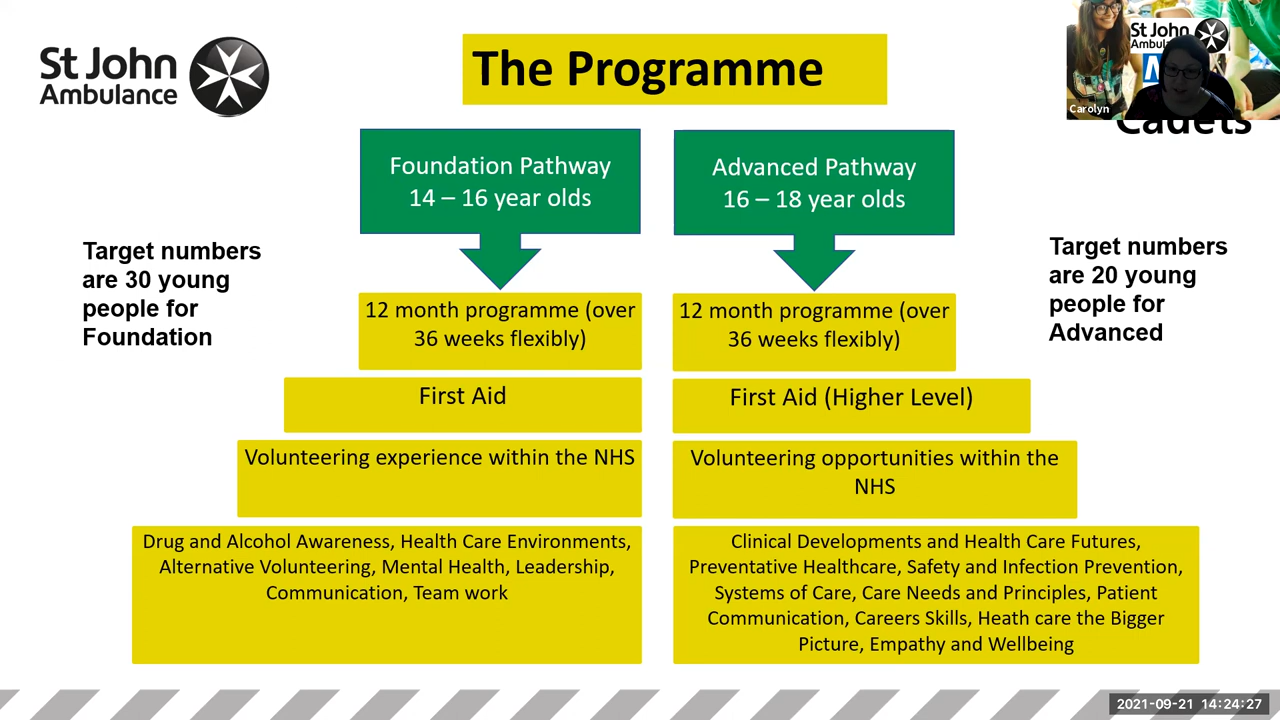 St John
Ambulance
The Programme
St John
Carolyn
Cadets
Foundation Pathway
14 – 16 year olds
Advanced Pathway
16 – 18 year olds
Target numbers
are 30 young
people for
Foundation
Target numbers
are 20 young
people for
Advanced
12 month programme (over
36 weeks flexibly)
12 month programme (over
36 weeks flexibly)
First Aid
First Aid (Higher Level)
Volunteering experience within the NHS
Volunteering opportunities within the
NHS
Drug and Alcohol Awareness, Health Care Environments,
Alternative Volunteering, Mental Health, Leadership,
Communication, Team work
Clinical Developments and Health Care Futures,
Preventative Healthcare, Safety and Infection Prevention,
Systems of Care, Care Needs and Principles, Patient
Communication, Careers Skills, Heath care the Bigger
Picture, Empathy and Wellbeing
2021-09-21 14:24:27